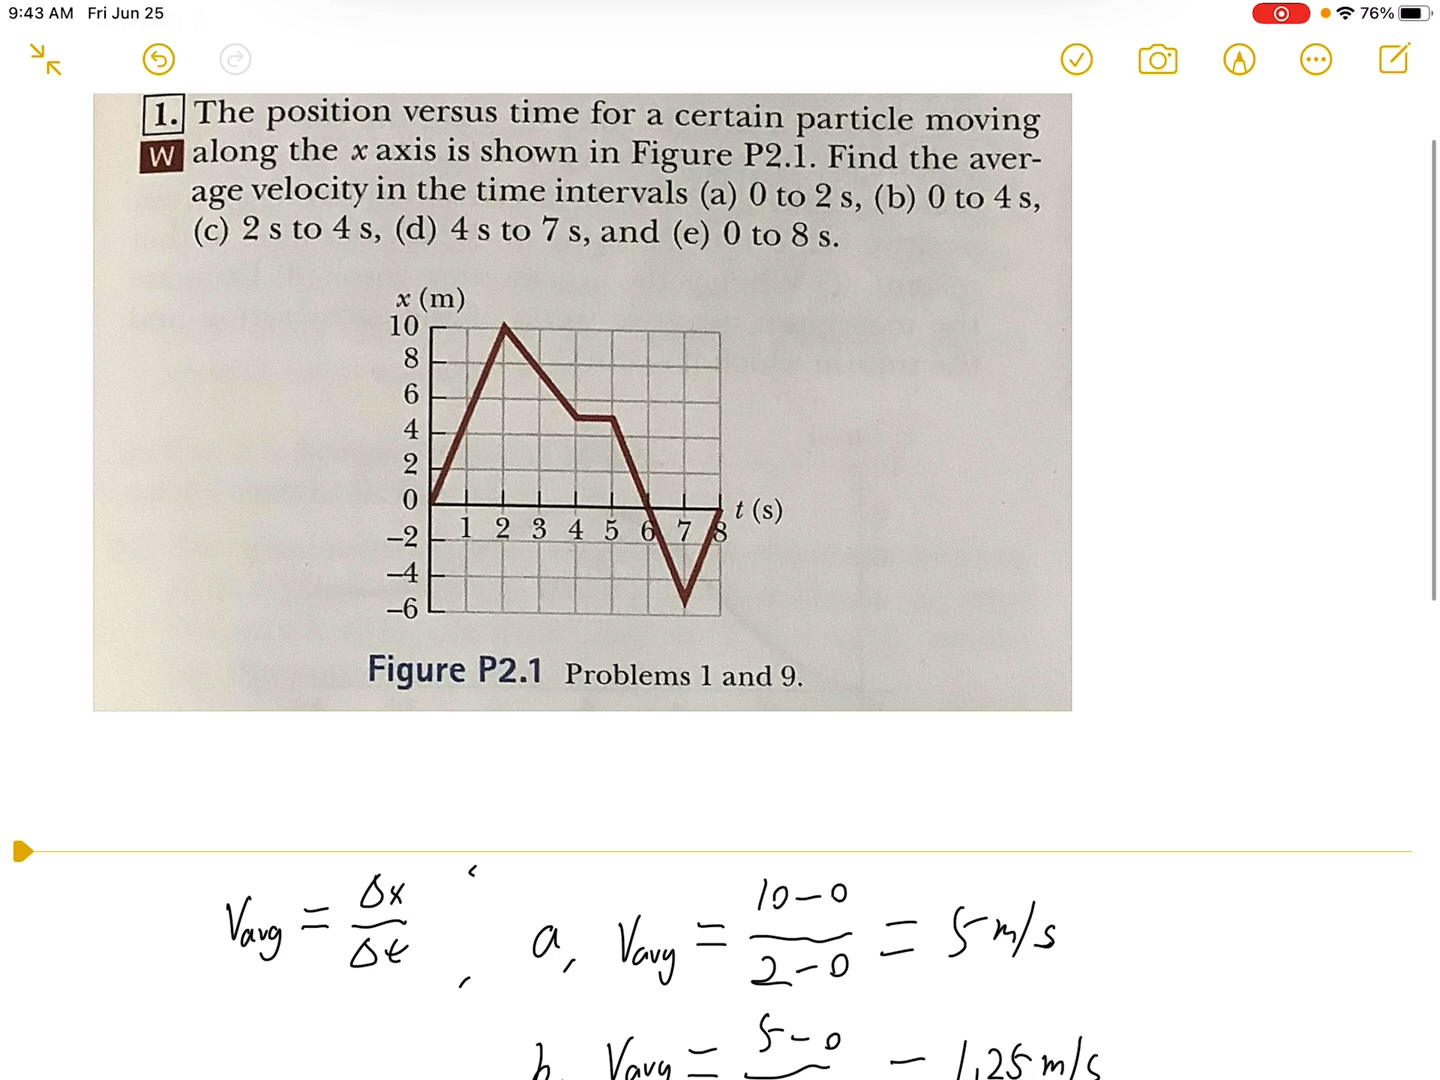 9:43 AM Fri Jun 25
76%
1. The position versus time for a certain particle moving
W along the x axis is shown in Figure P2.1. Find the aver-
age velocity in the time intervals (a) 0 to 2 s, (b) 0 to 4 s,
(c) 2 s to 4 s, (d) 4 s to 7 s, and (e) 0 to 8 s.
x (m)
10
8
6
4
2
0
t (s)
1 2 3 4 5 6 7 8
–2
–4
–6
Figure P2.1 Problems 1 and 9.
Vavg = Δx/Δt
a, Vavg = 10-0/2-0 = 5 m/s
b. Vavg = 5-0 = 1,25 m/s